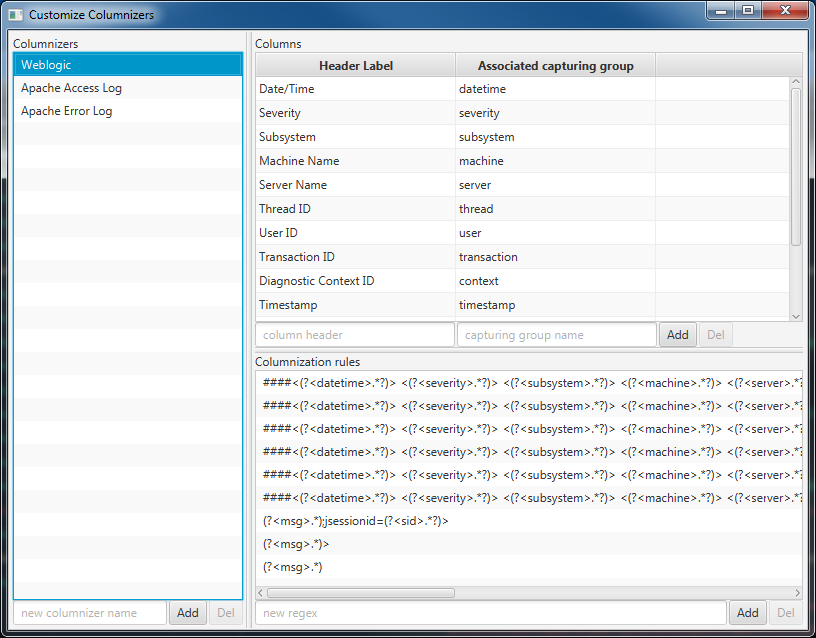 Customize Columnizers
Columnizers
Weblogic
Apache Access Log
Apache Error Log
new columnizer name Add Del
Columns
Header Label Associated capturing group
Date/Time datetime
Severity severity
Subsystem subsystem
Machine Name machine
Server Name server
Thread ID thread
User ID user
Transaction ID transaction
Diagnostic Context ID context
Timestamp timestamp
column header capturing group name Add Del
Columnization rules
####<(?<datetime>.*?)> <(?<severity>.*?)> <(?<subsystem>.*?)> <(?<machine>.*?)> <(?<server>.*?
####<(?<datetime>.*?)> <(?<severity>.*?)> <(?<subsystem>.*?)> <(?<machine>.*?)> <(?<server>.*?
####<(?<datetime>.*?)> <(?<severity>.*?)> <(?<subsystem>.*?)> <(?<machine>.*?)> <(?<server>.*?
####<(?<datetime>.*?)> <(?<severity>.*?)> <(?<subsystem>.*?)> <(?<machine>.*?)> <(?<server>.*?
####<(?<datetime>.*?)> <(?<severity>.*?)> <(?<subsystem>.*?)> <(?<machine>.*?)> <(?<server>.*?
####<(?<datetime>.*?)> <(?<severity>.*?)> <(?<subsystem>.*?)> <(?<machine>.*?)> <(?<server>.*?
(?<msg>.*);jsessionid=(?<sid>.*?)>
(?<msg>.*)>
(?<msg>.*)
new regex Add Del